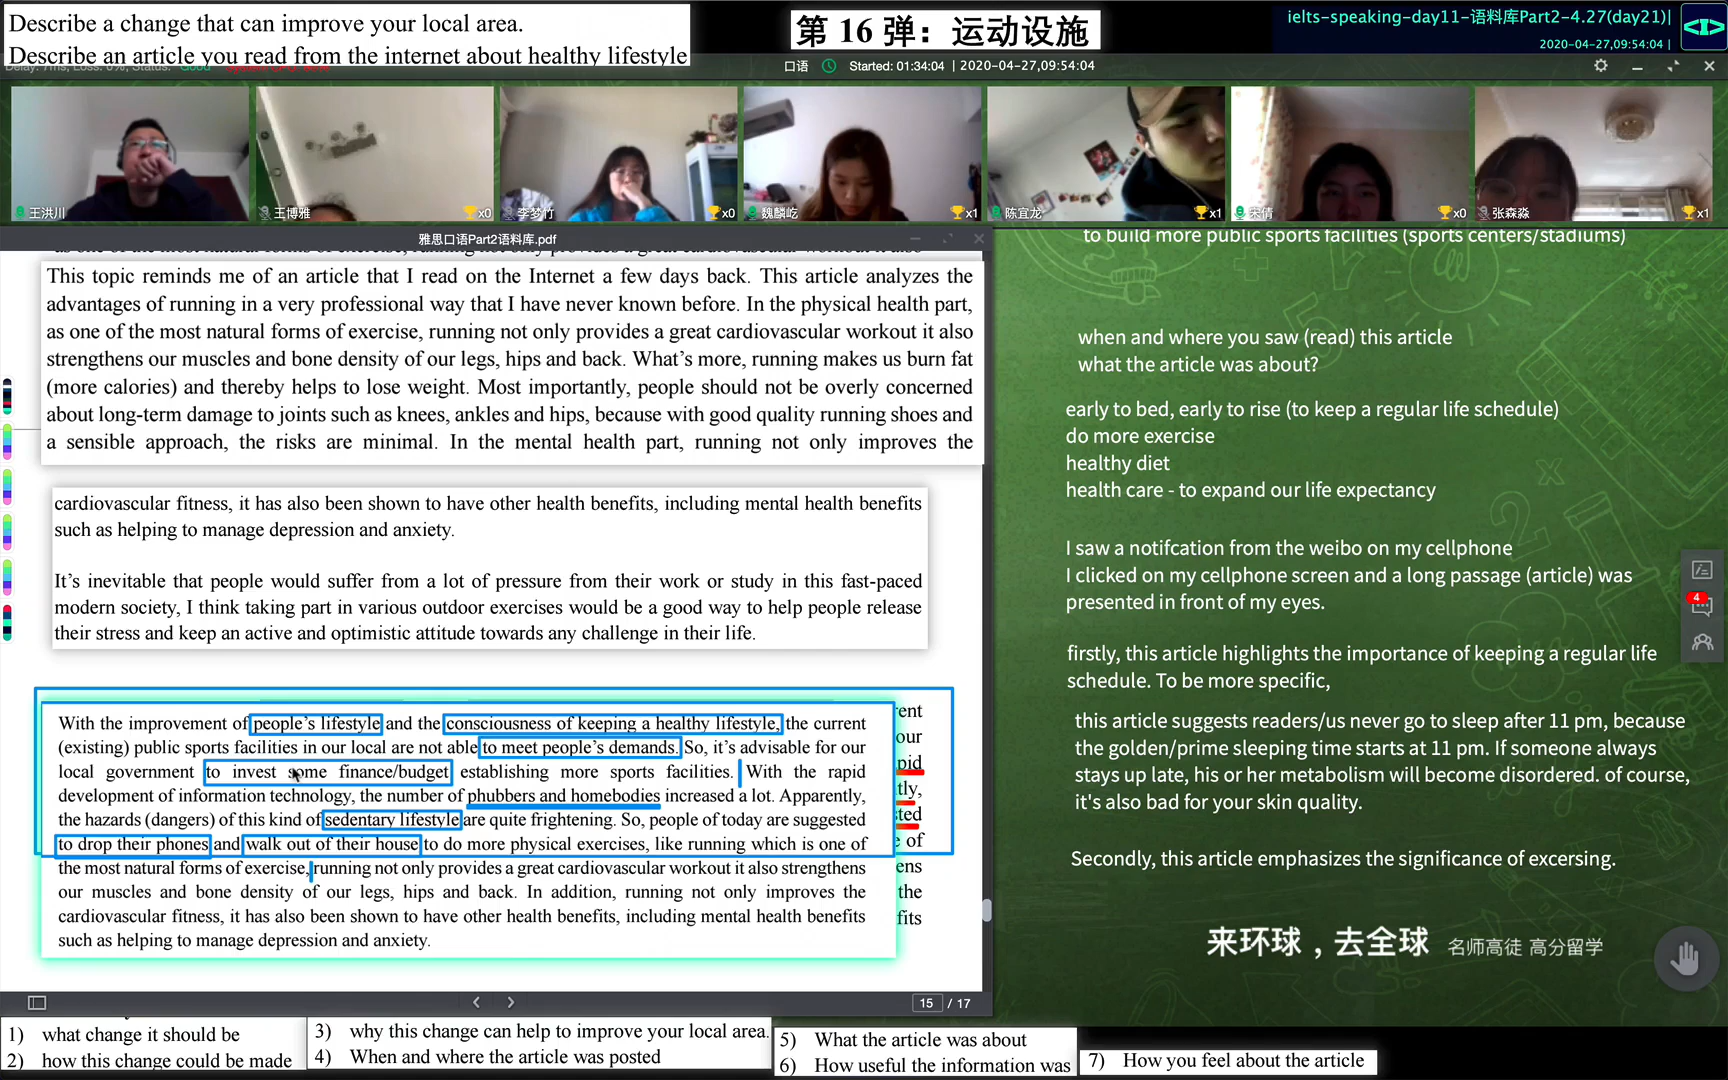 Describe a change that can improve your local area.
Describe an article you read from the internet about healthy lifestyle
第 16 弹：运动设施
ielts-speaking-day11-语料库Part2-4.27(day21)|
2020-04-27,09:54:04 |
口语 Started: 01:34:04 | 2020-04-27,09:54:04
王洪川
王博雅 x0
李梦竹 x0
魏麟屹 x1
陈宜龙 x1
x0
张森淼 x1
雅思口语Part2语料库.pdf
This topic reminds me of an article that I read on the Internet a few days back. This article analyzes the
advantages of running in a very professional way that I have never known before. In the physical health part,
as one of the most natural forms of exercise, running not only provides a great cardiovascular workout it also
strengthens our muscles and bone density of our legs, hips and back. What's more, running makes us burn fat
(more calories) and thereby helps to lose weight. Most importantly, people should not be overly concerned
about long-term damage to joints such as knees, ankles and hips, because with good quality running shoes and
a sensible approach, the risks are minimal. In the mental health part, running not only improves the
cardiovascular fitness, it has also been shown to have other health benefits, including mental health benefits
such as helping to manage depression and anxiety.
It's inevitable that people would suffer from a lot of pressure from their work or study in this fast-paced
modern society, I think taking part in various outdoor exercises would be a good way to help people release
their stress and keep an active and optimistic attitude towards any challenge in their life.
With the improvement of people's lifestyle and the consciousness of keeping a healthy lifestyle, the current
(existing) public sports facilities in our local are not able to meet people's demands. So, it's advisable for our
local government to invest some finance/budget establishing more sports facilities. With the rapid
development of information technology, the number of phubbers and homebodies increased a lot. Apparently,
the hazards (dangers) of this kind of sedentary lifestyle are quite frightening. So, people of today are suggested
to drop their phones and walk out of their house to do more physical exercises, like running which is one of
the most natural forms of exercise, running not only provides a great cardiovascular workout it also strengthens
our muscles and bone density of our legs, hips and back. In addition, running not only improves the
cardiovascular fitness, it has also been shown to have other health benefits, including mental health benefits
such as helping to manage depression and anxiety.
rent
our
pid
tly,
sted
e of
ens
the
fits
15 / 17
to build more public sports facilities (sports centers/stadiums)
when and where you saw (read) this article
what the article was about?
early to bed, early to rise (to keep a regular life schedule)
do more exercise
healthy diet
health care - to expand our life expectancy
I saw a notifcation from the weibo on my cellphone
I clicked on my cellphone screen and a long passage (article) was
presented in front of my eyes.
firstly, this article highlights the importance of keeping a regular life
schedule. To be more specific,
this article suggests readers/us never go to sleep after 11 pm, because
the golden/prime sleeping time starts at 11 pm. If someone always
stays up late, his or her metabolism will become disordered. of course,
it's also bad for your skin quality.
Secondly, this article emphasizes the significance of excersing.
4
来环球，去全球 名师高徒 高分留学
1) what change it should be
2) how this change could be made
3) why this change can help to improve your local area.
4) When and where the article was posted
5) What the article was about
6) How useful the information was
7) How you feel about the article